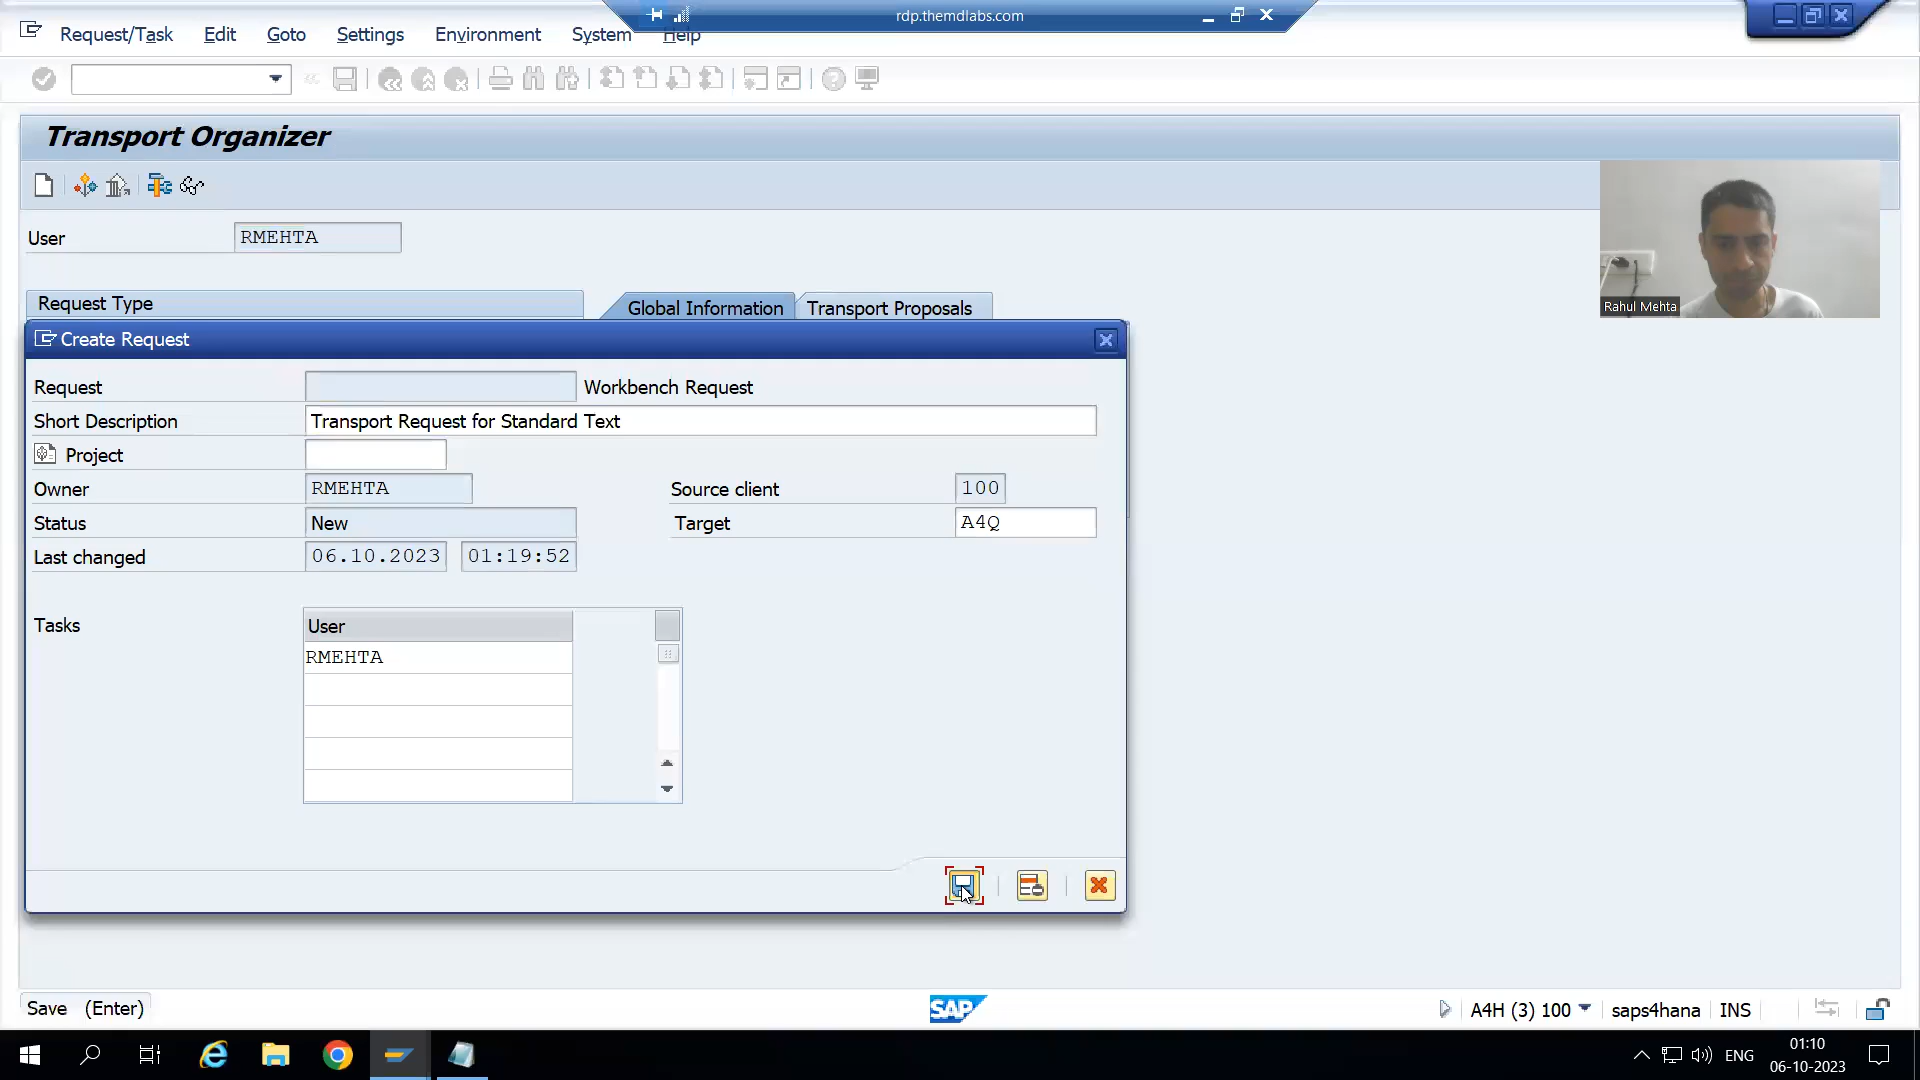 rdp.themdlabs.com
Request/Task Edit Goto Settings Environment System Help
Transport Organizer
User RMEHTA
Rahul Mehta
Request Type Global Information Transport Proposals
Create Request
Request Workbench Request
Short Description Transport Request for Standard Text
Project
Owner RMEHTA Source client 100
Status New Target A4Q
Last changed 06.10.2023 01:19:52
Tasks User
RMEHTA
Save (Enter) SAP A4H (3) 100 saps4hana INS
ENG 01:10
06-10-2023